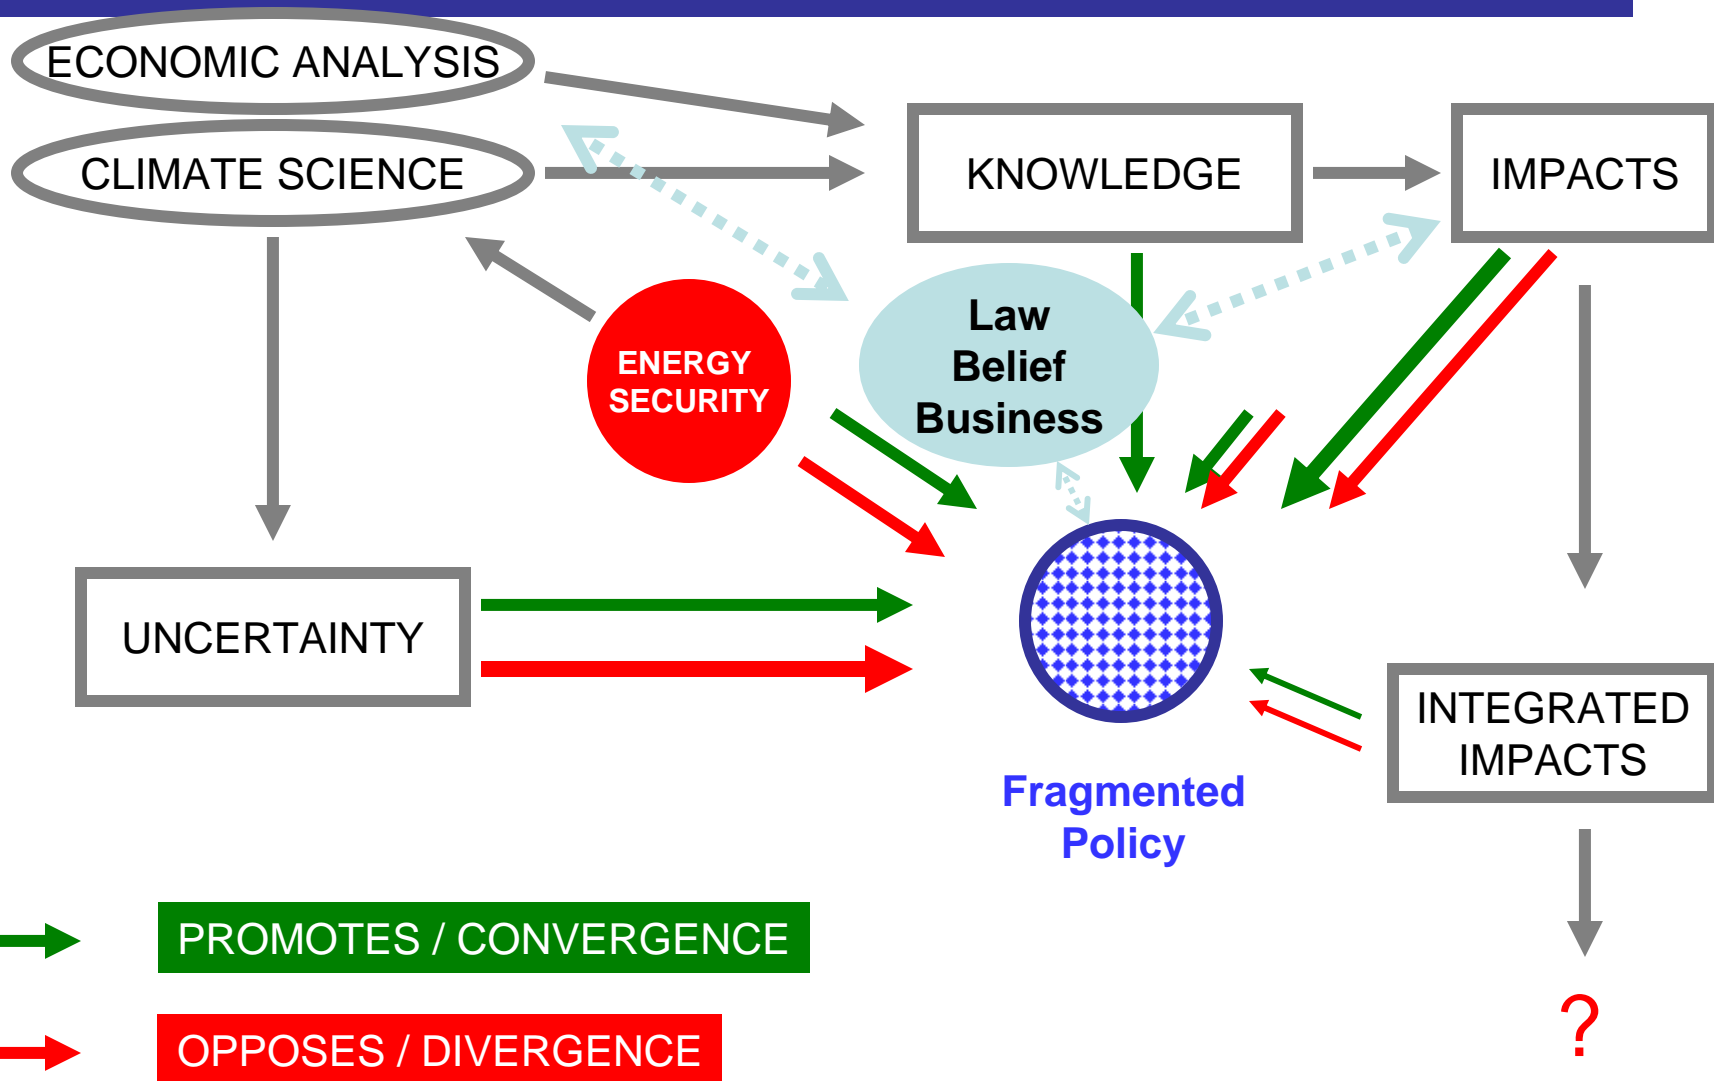 ECONOMIC ANALYSIS
CLIMATE SCIENCE
KNOWLEDGE
IMPACTS
Law
Belief
Business
ENERGY
SECURITY
UNCERTAINTY
INTEGRATED
IMPACTS
Fragmented
Policy
PROMOTES / CONVERGENCE
OPPOSES / DIVERGENCE
?